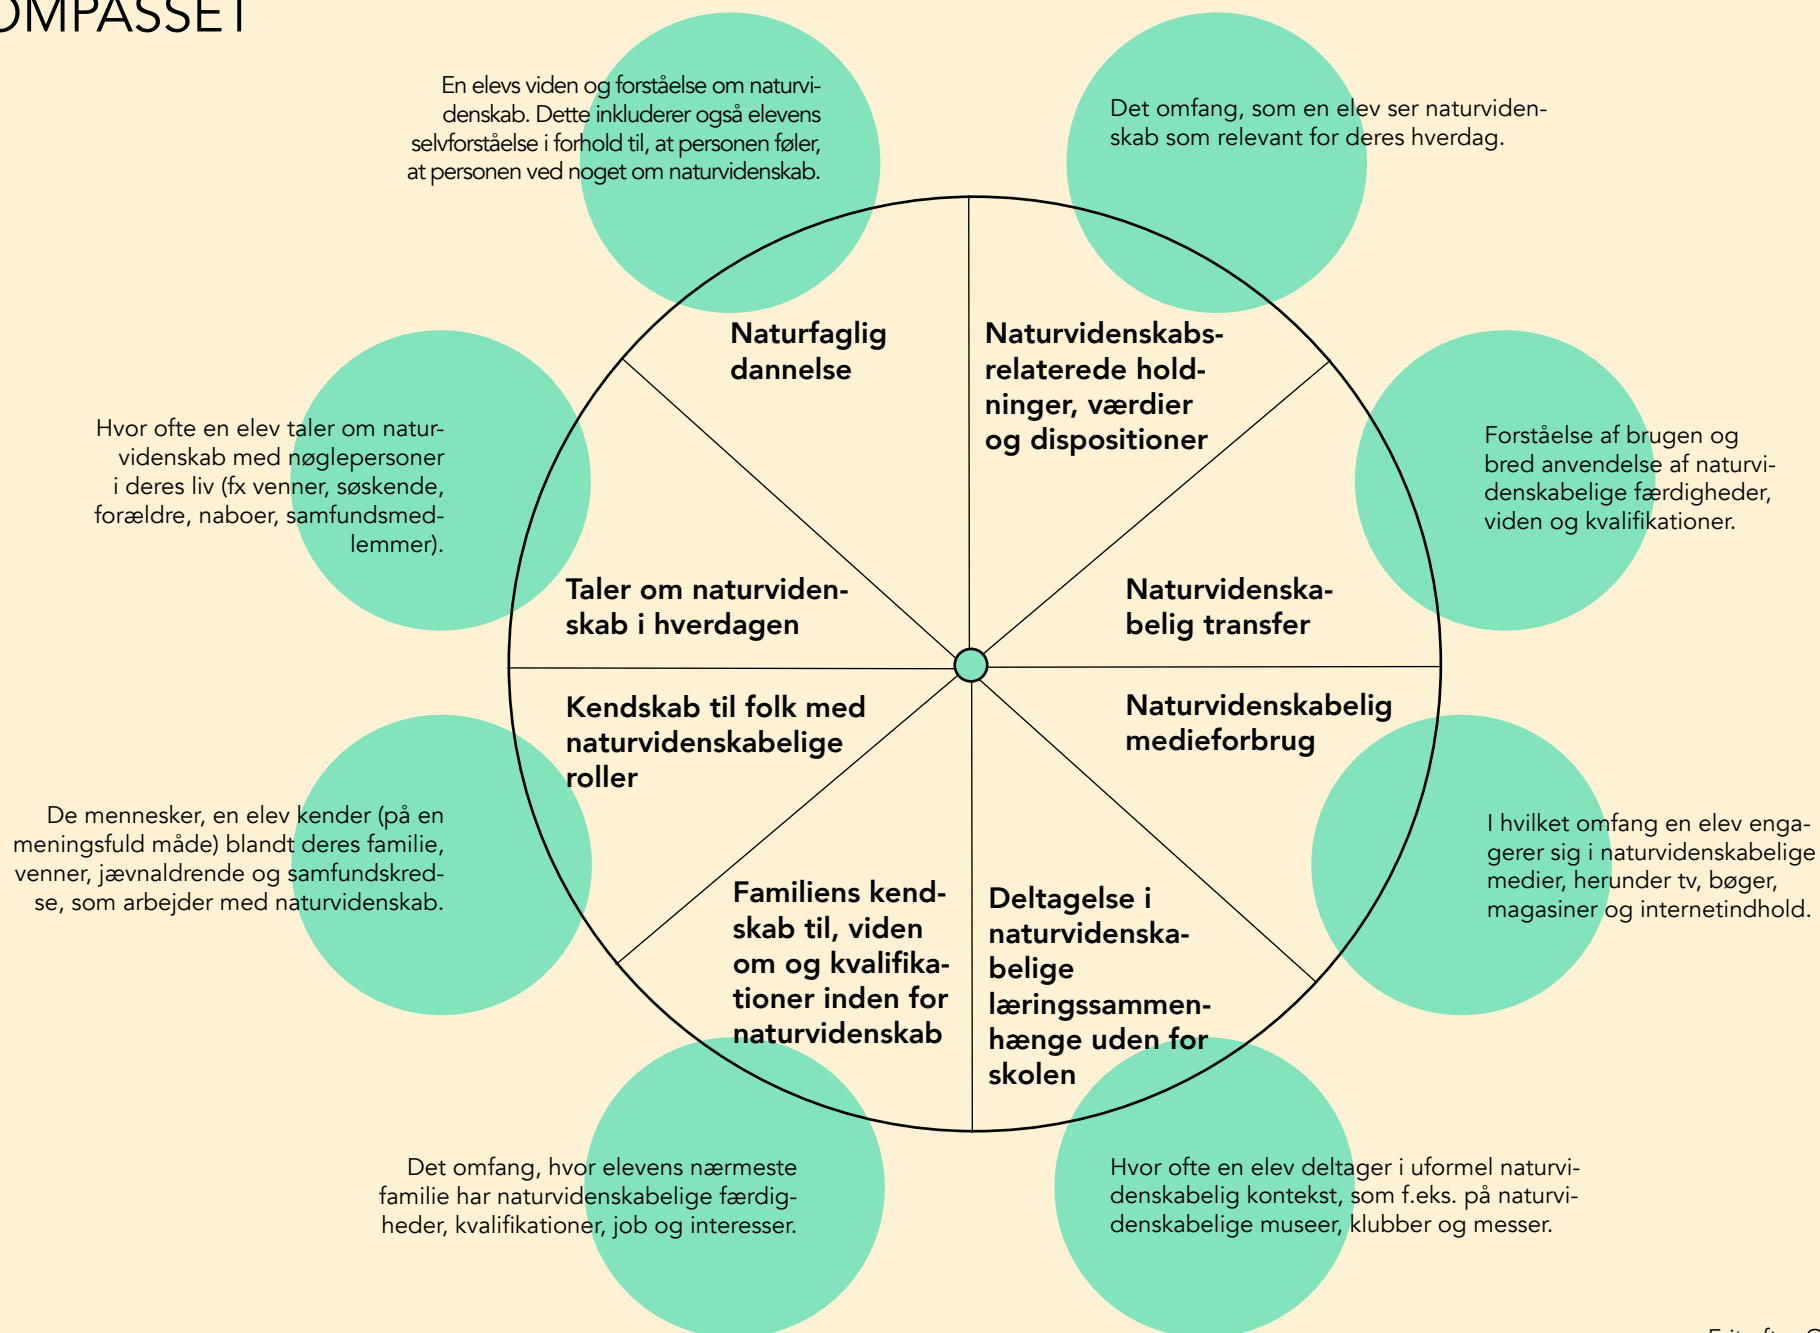 OMPASSET
En elevs viden og forståelse om naturvi-
denskab. Dette inkluderer også elevens
selvforståelse i forhold til, at personen føler,
at personen ved noget om naturvidenskab.
Det omfang, som en elev ser naturviden-
skab som relevant for deres hverdag.
Naturfaglig
dannelse
Naturvidenskabs-
relaterede hold-
ninger, værdier
og dispositioner
Hvor ofte en elev taler om natur-
videnskab med nøglepersoner
i deres liv (fx venner, søskende,
forældre, naboer, samfundsmed-
lemmer).
Forståelse af brugen og
bred anvendelse af naturvi-
denskabelige færdigheder,
viden og kvalifikationer.
Taler om naturviden-
skab i hverdagen
Naturvidenska-
belig transfer
Kendskab til folk med
naturvidenskabelige
roller
Naturvidenskabelig
medieforbrug
De mennesker, en elev kender (på en
meningsfuld måde) blandt deres familie,
venner, jævnaldrende og samfundskred-
se, som arbejder med naturvidenskab.
I hvilket omfang en elev enga-
gerer sig i naturvidenskabelige
medier, herunder tv, bøger,
magasiner og internetindhold.
Familiens kend-
skab til, viden
om og kvalifika-
tioner inden for
naturvidenskab
Deltagelse i
naturvidenska-
belige
læringssammen-
hænge uden for
skolen
Det omfang, hvor elevens nærmeste
familie har naturvidenskabelige færdig-
heder, kvalifikationer, job og interesser.
Hvor ofte en elev deltager i uformel naturvi-
denskabelig kontekst, som f.eks. på naturvi-
denskabelige museer, klubber og messer.